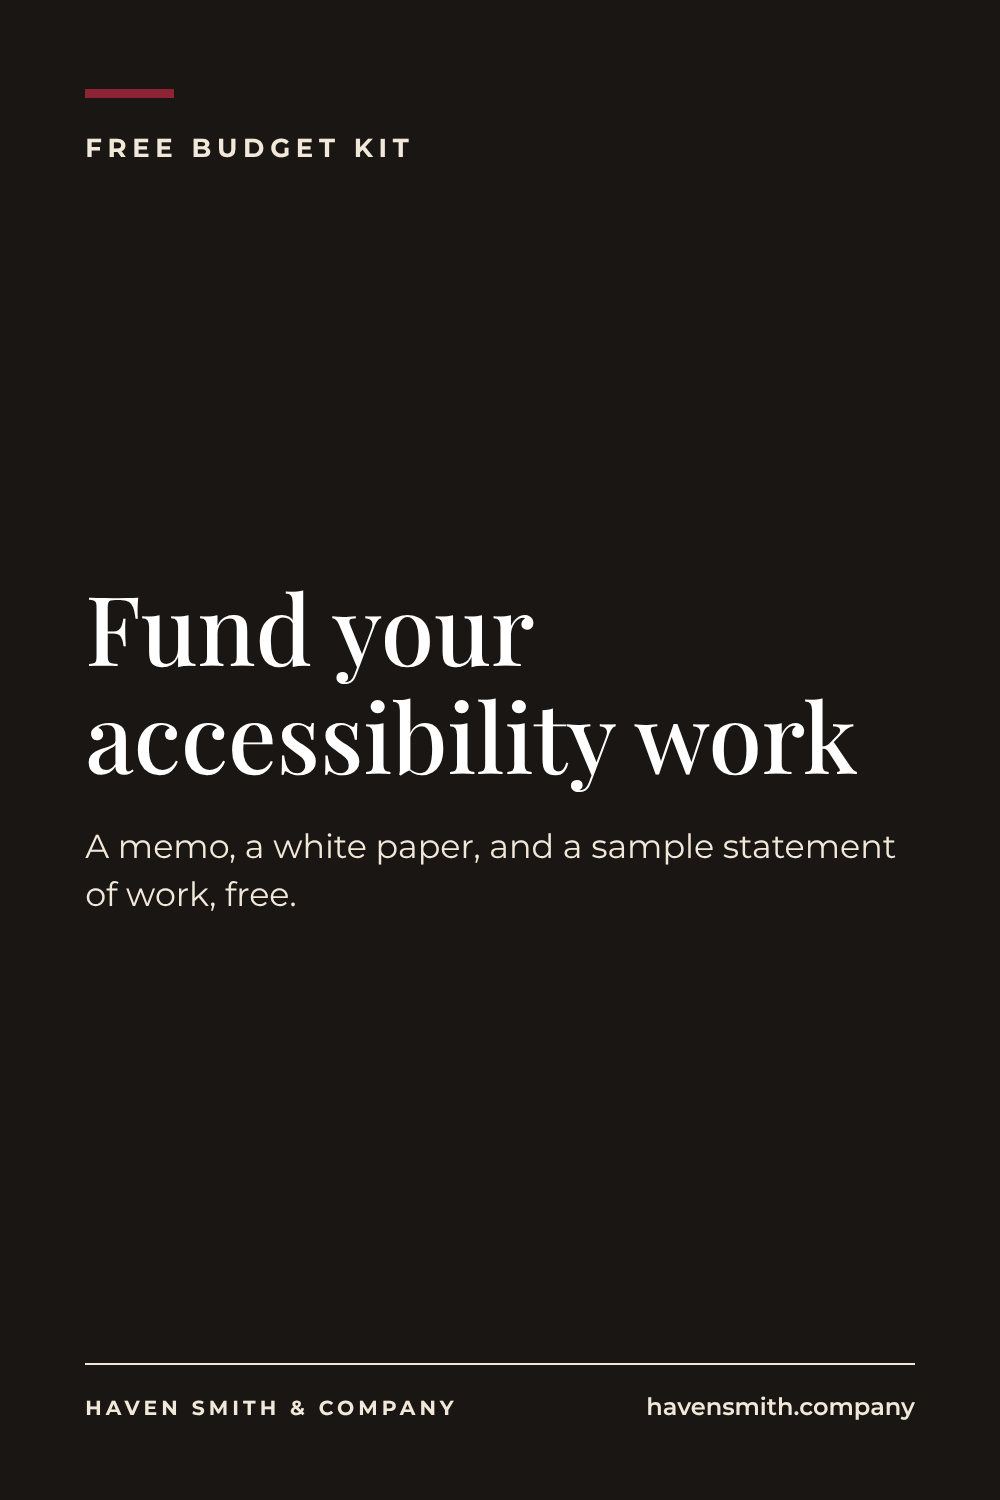 FREE BUDGET KIT
Fund your
accessibility work
A memo, a white paper, and a sample statement
of work, free.
HAVEN SMITH & COMPANY
havensmith.company